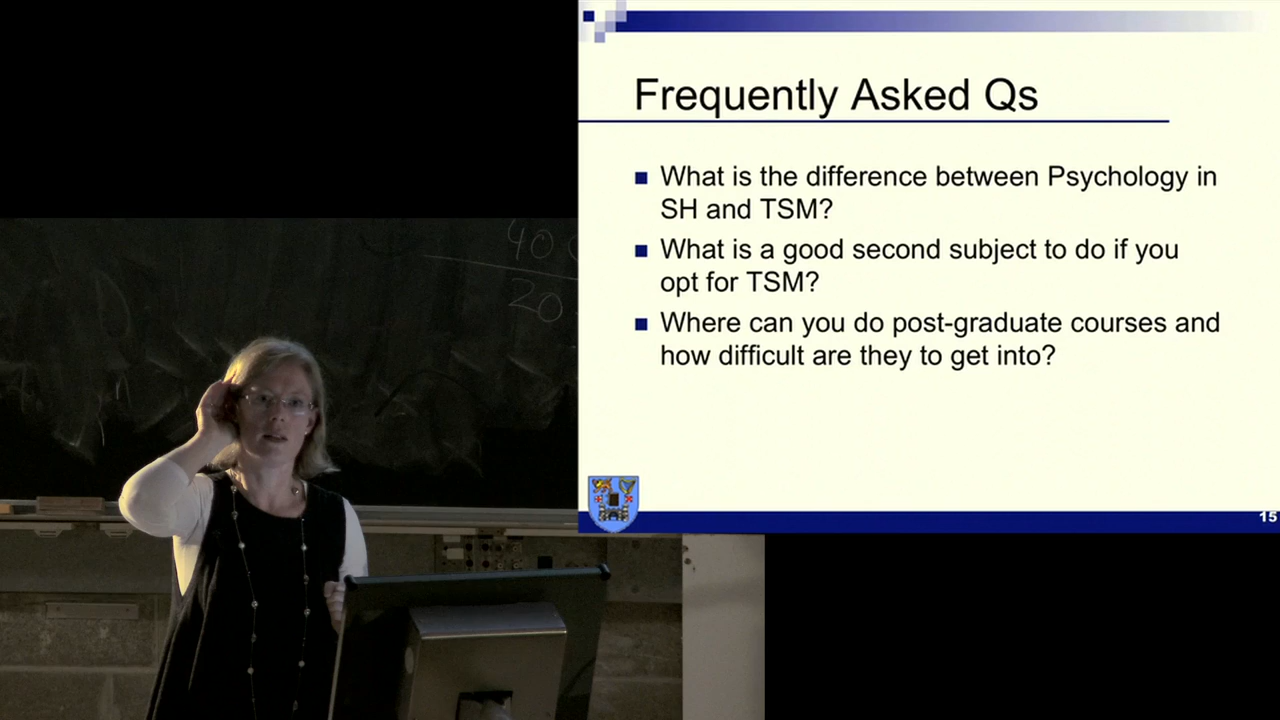 Frequently Asked Qs
What is the difference between Psychology in
SH and TSM?
What is a good second subject to do if you
opt for TSM?
Where can you do post-graduate courses and
how difficult are they to get into?
15
40
20